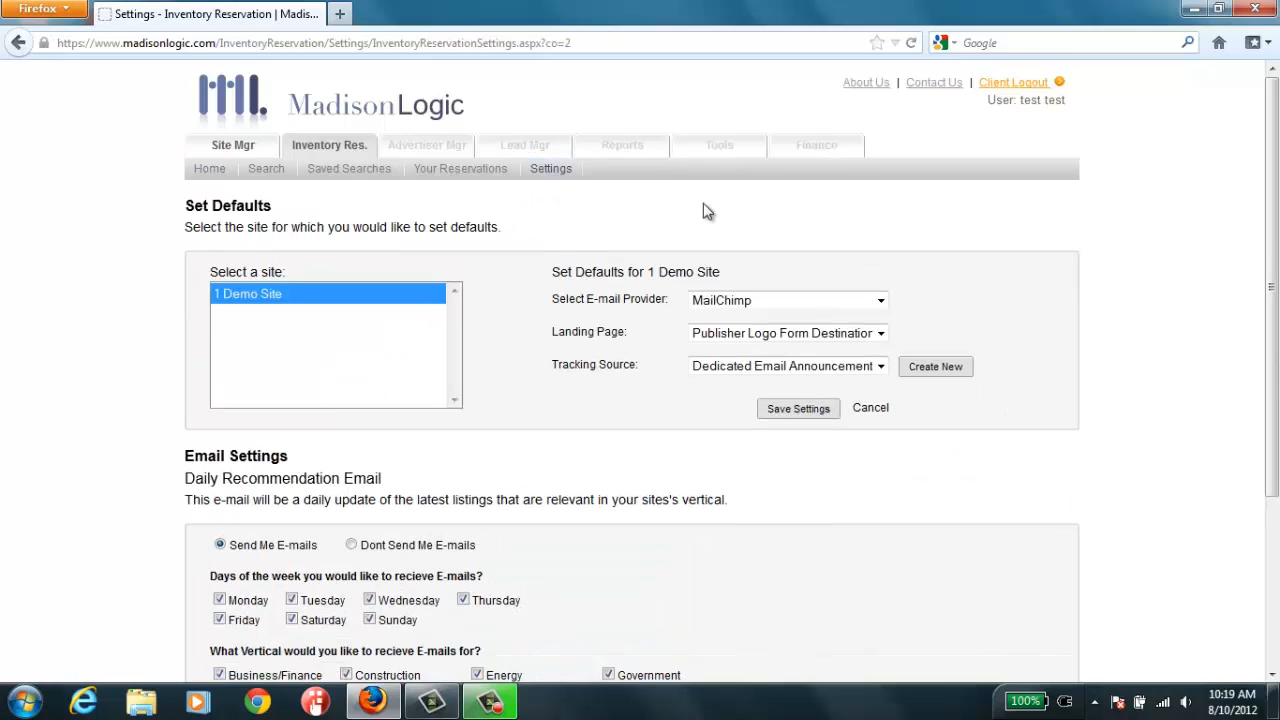 Firefox
Settings - Inventory Reservation | Madis...
https://www.madisonlogic.com/InventoryReservation/Settings/InventoryReservationSettings.aspx?co=2
Google
ml.
MadisonLogic
About Us | Contact Us | Client Logout
User: test test
Site Mgr
Inventory Res.
Advertiser Mgr
Lead Mgr
Reports
Tools
Finance
Home
Search
Saved Searches
Your Reservations
Settings
Set Defaults
Select the site for which you would like to set defaults.
Select a site:
1 Demo Site
Set Defaults for 1 Demo Site
Select E-mail Provider: MailChimp
Landing Page: Publisher Logo Form Destination
Tracking Source: Dedicated Email Announcement Create New
Save Settings Cancel
Email Settings
Daily Recommendation Email
This e-mail will be a daily update of the latest listings that are relevant in your sites's vertical.
Send Me E-mails Dont Send Me E-mails
Days of the week you would like to recieve E-mails?
Monday Tuesday Wednesday Thursday
Friday Saturday Sunday
What Vertical would you like to recieve E-mails for?
Business/Finance Construction Energy Government
100%
10:19 AM
8/10/2012